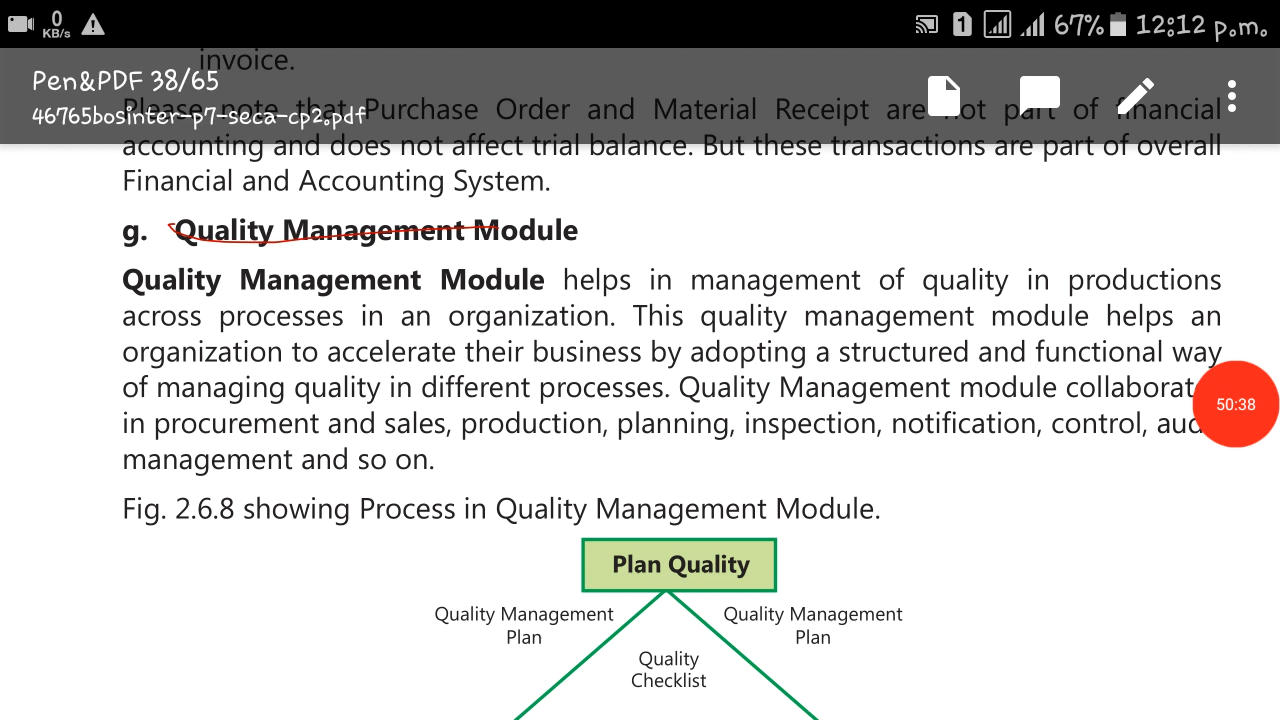 0
KB/s
1
67%
12:12 p.m.
invoice.
Pen&PDF 38/65
46765bosinter-p7-seca-cp2.pdf
Please note that Purchase Order and Material Receipt are not part of financial
accounting and does not affect trial balance. But these transactions are part of overall
Financial and Accounting System.
g. Quality Management Module
Quality Management Module helps in management of quality in productions
across processes in an organization. This quality management module helps an
organization to accelerate their business by adopting a structured and functional way
of managing quality in different processes. Quality Management module collaborat
50:38
in procurement and sales, production, planning, inspection, notification, control, aud
management and so on.
Fig. 2.6.8 showing Process in Quality Management Module.
Plan Quality
Quality Management
Plan
Quality Management
Plan
Quality
Checklist